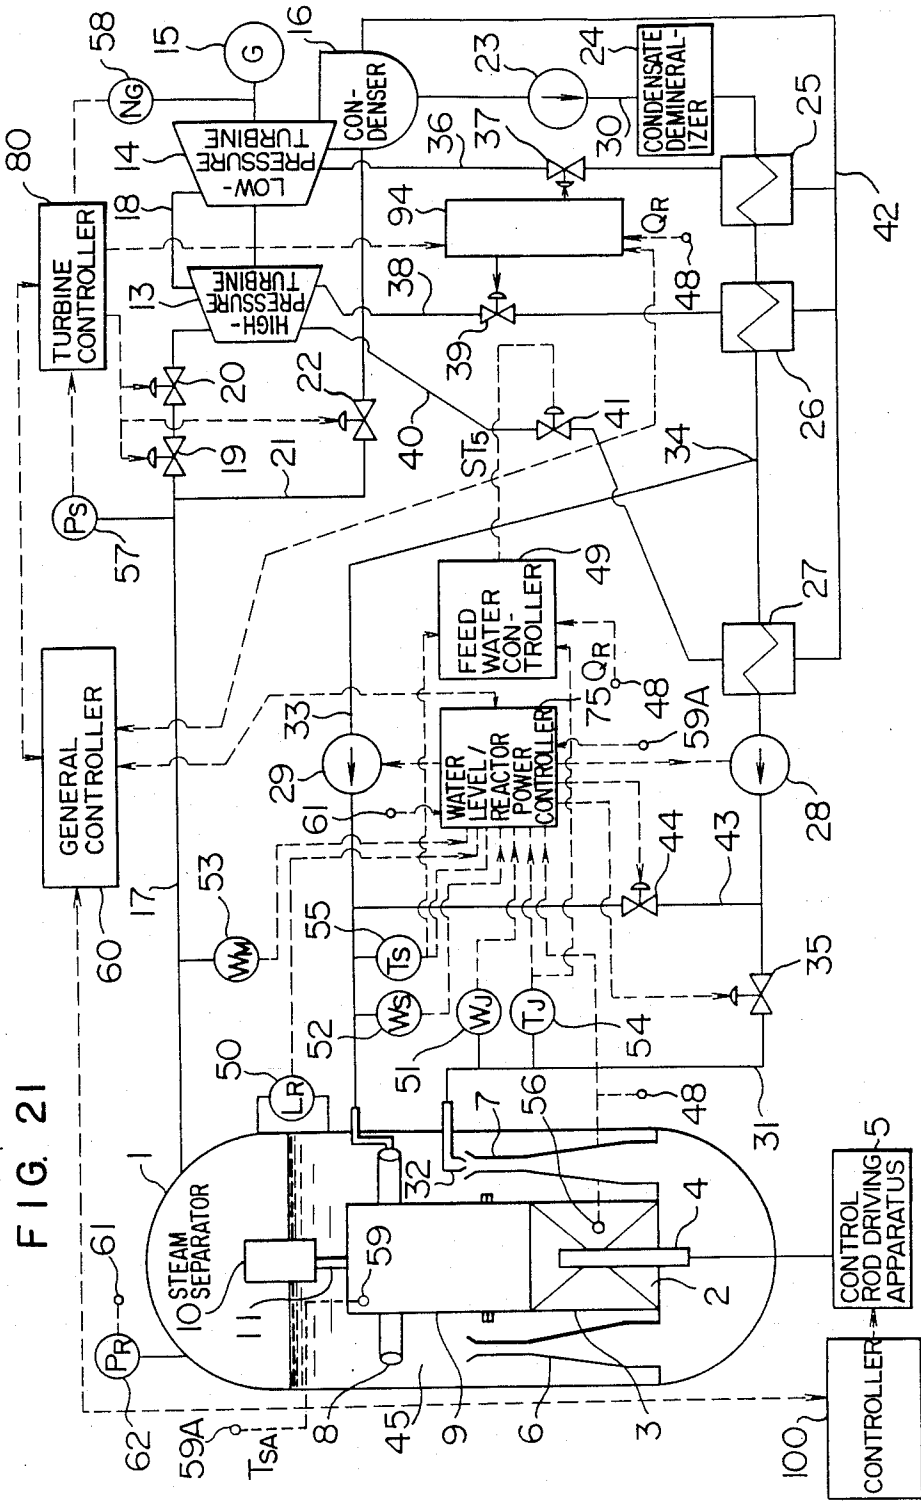 FIG. 21
61
PR
62
1
10
STEAM
SEPARATOR
11
59
59A
TSA
8
45
9
6
3
2
4
5
CONTROL
ROD DRIVING
APPARATUS
100
CONTROLLER
7
32
56
48
31
50
LR
GENERAL
CONTROLLER
60
17
53
WM
55
TS
52
WS
51
WJ
TJ
54
61
29
33
WATER
LEVEL/
REACTOR
POWER
CONTROLLER
75
FEED
WATER
CON-
TROLLER
49
QR
48
59A
44
43
35
28
27
34
26
25
42
57
PS
21
19
20
22
80
TURBINE
CONTROLLER
18
13
HIGH-
PRESSURE
TURBINE
14
LOW-
PRESSURE
TURBINE
58
NG
15
G
16
CON-
DENSER
23
24
CONDENSATE
DEMINERAL-
IZER
30
36
37
94
38
39
40
41
ST5
QR
48